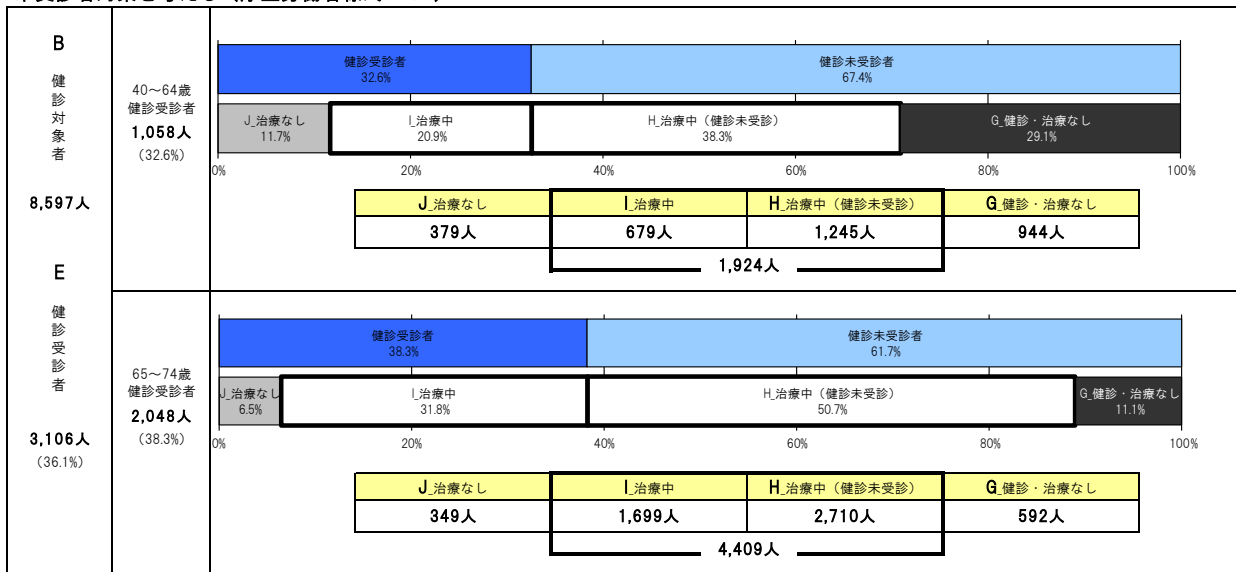 B
健
診
対
象
者
8,597人
E
健
診
受
診
者
3,106人
(36.1%)
40～64歳
健診受診者
1,058人
(32.6%)
健診受診者
32.6%
健診未受診者
67.4%
J_治療なし
11.7%
I_治療中
20.9%
H_治療中（健診未受診）
38.3%
G_健診・治療なし
29.1%
0% 20% 40% 60% 80% 100%
J_治療なし I_治療中 H_治療中（健診未受診） G_健診・治療なし
379人 679人 1,245人 944人
1,924人
65～74歳
健診受診者
2,048人
(38.3%)
健診受診者
38.3%
健診未受診者
61.7%
J_治療なし
6.5%
I_治療中
31.8%
H_治療中（健診未受診）
50.7%
G_健診・治療なし
11.1%
0% 20% 40% 60% 80% 100%
J_治療なし I_治療中 H_治療中（健診未受診） G_健診・治療なし
349人 1,699人 2,710人 592人
4,409人